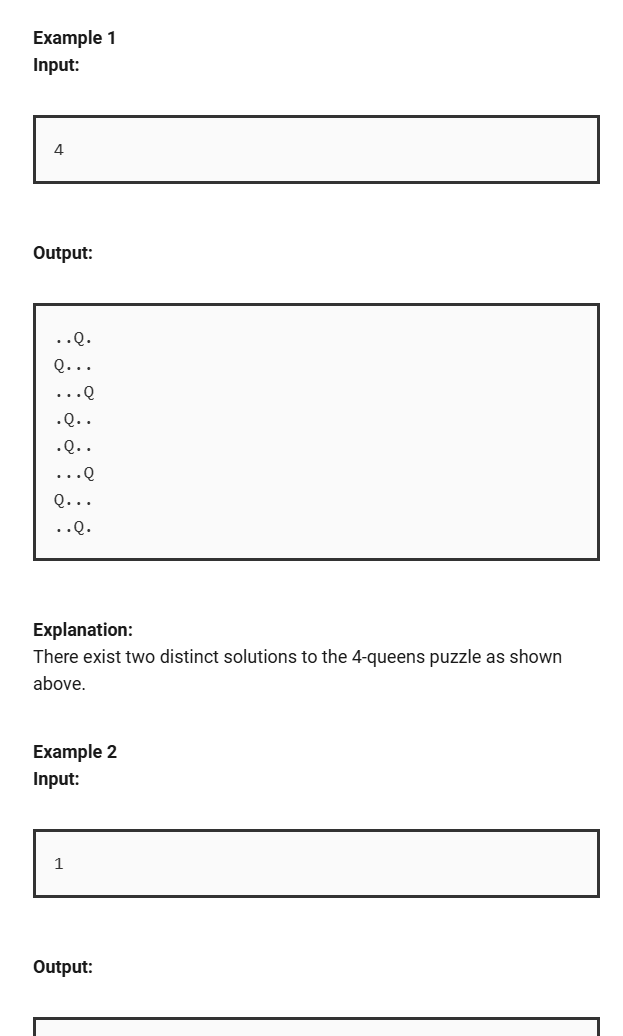 Example 1
Input:
4
Output:
..Q.
Q...
...Q
.Q..
.Q..
...Q
Q...
..Q.
Explanation:
There exist two distinct solutions to the 4-queens puzzle as shown
above.
Example 2
Input:
1
Output: